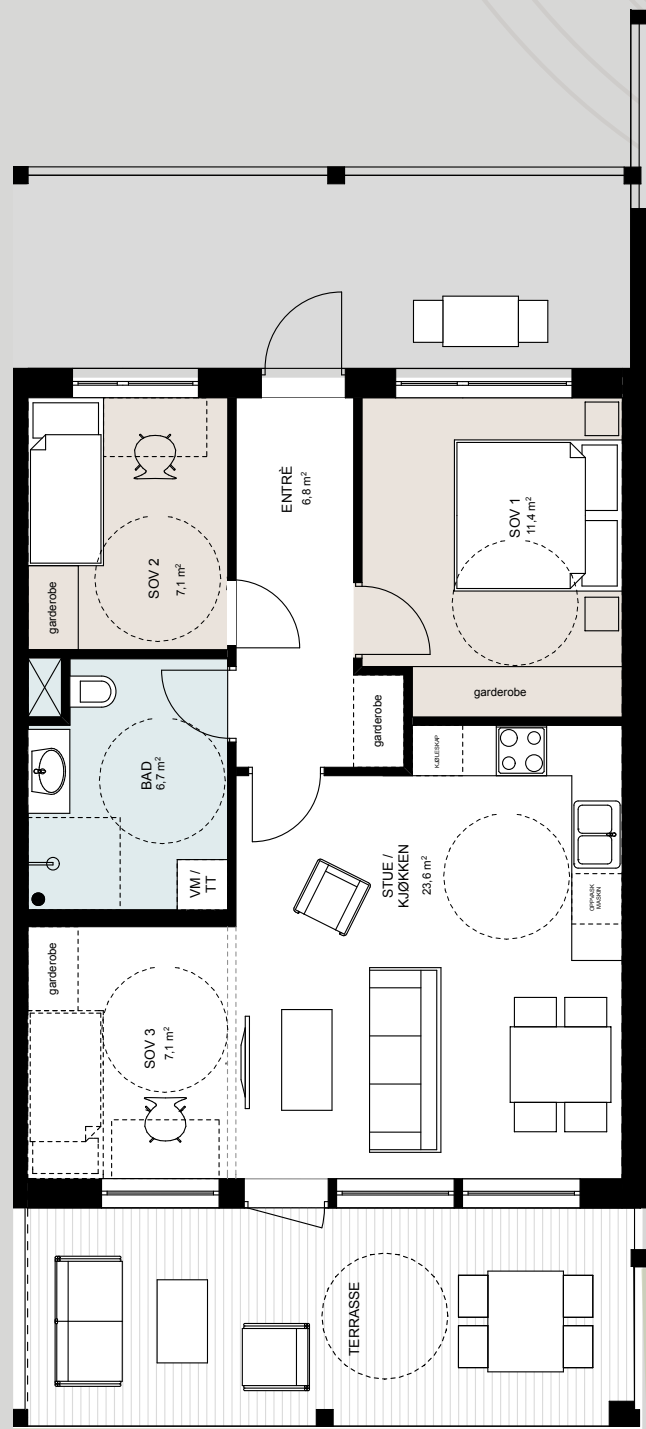 ENTRÈ
6,8 m²
SOV 1
11,4 m²
SOV 2
7,1 m²
garderobe
garderobe
garderobe
BAD
6,7 m²
KJØLESKAP
VM /
TT
STUE /
KJØKKEN
23,6 m²
OPPVASK
MASKIN
garderobe
SOV 3
7,1 m²
TERRASSE